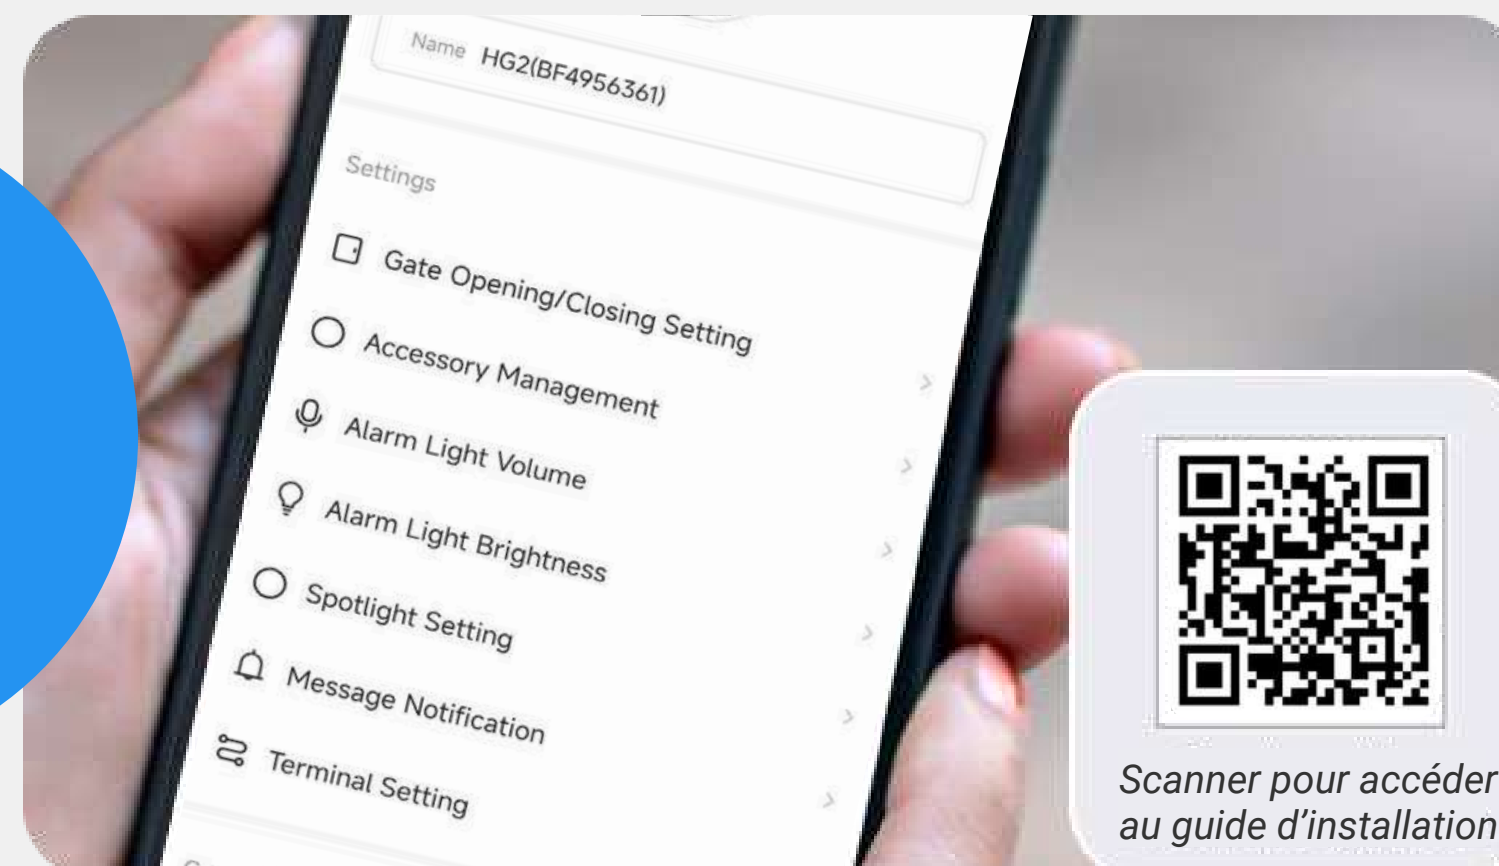 Name HG2(BF4956361)
Settings
Gate Opening/Closing Setting
Accessory Management
Alarm Light Volume
Alarm Light Brightness
Spotlight Setting
Message Notification
Terminal Setting
Scanner pour accéder
au guide d’installation